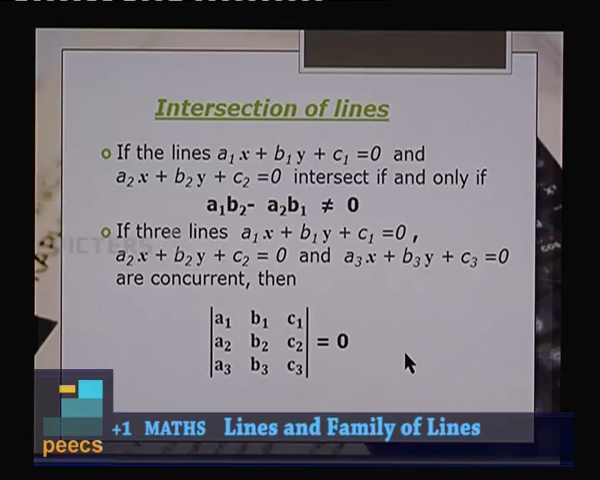 Intersection of lines
If the lines a₁x + b₁y + c₁ =0 and
a₂x + b₂y + c₂ =0 intersect if and only if
a₁b₂- a₂b₁ ≠ 0
If three lines a₁x + b₁y + c₁ =0 ,
a₂x + b₂y + c₂ = 0 and a₃x + b₃y + c₃ =0
are concurrent, then
a₁ b₁ c₁
a₂ b₂ c₂ = 0
a₃ b₃ c₃
+1 MATHS Lines and Family of Lines
peecs